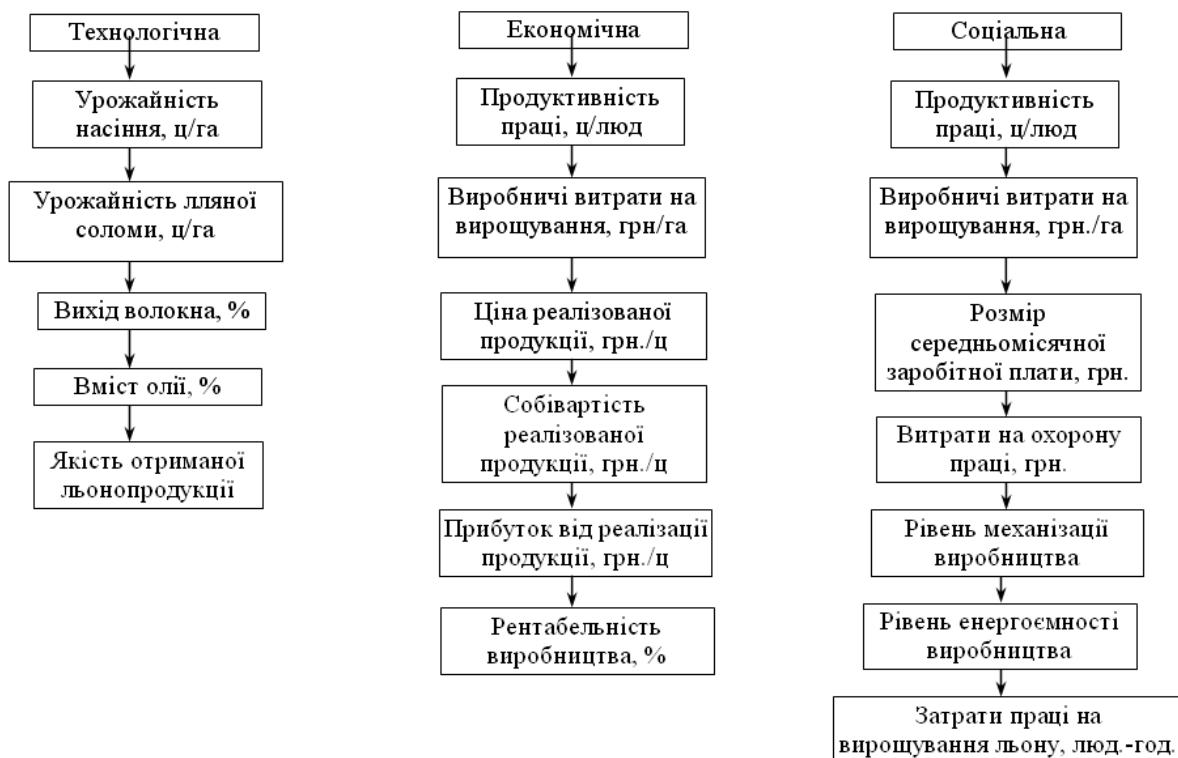 Технологічна
Урожайність
насіння, ц/га
Урожайність лляної
соломи, ц/га
Вихід волокна, %
Вміст олії, %
Якість отриманої
льонопродукції
Економічна
Продуктивність
праці, ц/люд
Виробничі витрати на
вирощування, грн/га
Ціна реалізованої
продукції, грн./ц
Собівартість
реалізованої
продукції, грн./ц
Прибуток від реалізації
продукції, грн./ц
Рентабельність
виробництва, %
Соціальна
Продуктивність
праці, ц/люд
Виробничі витрати на
вирощування, грн./га
Розмір
середньомісячної
заробітної плати, грн.
Витрати на охорону
праці, грн.
Рівень механізації
виробництва
Рівень енергоємності
виробництва
Затрати праці на
вирощування льону, люд.-год.